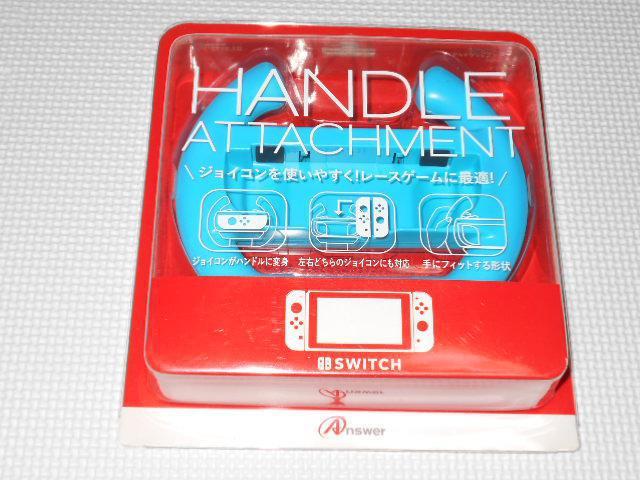 HANDLE
ATTACHMENT
ジョイコンを使いやすく!レースゲームに最適!
ジョイコンがハンドルに変身
左右どちらのジョイコンにも対応
手にフィットする形状
SWITCH
Answer
Answer